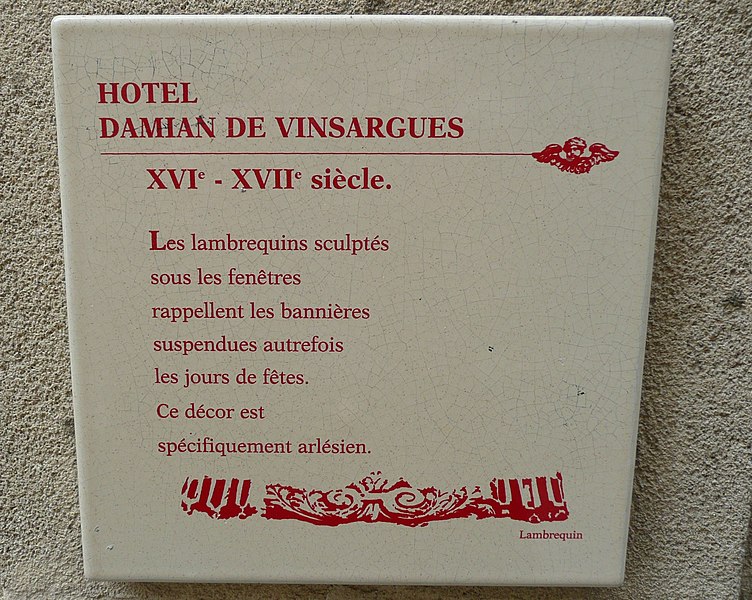 HOTEL
DAMIAN DE VINSARGUES
XVIe - XVIIe siècle.
Les lambrequins sculptés
sous les fenêtres
rappellent les bannières
suspendues autrefois
les jours de fêtes.
Ce décor est
spécifiquement arlésien.
Lambrequin